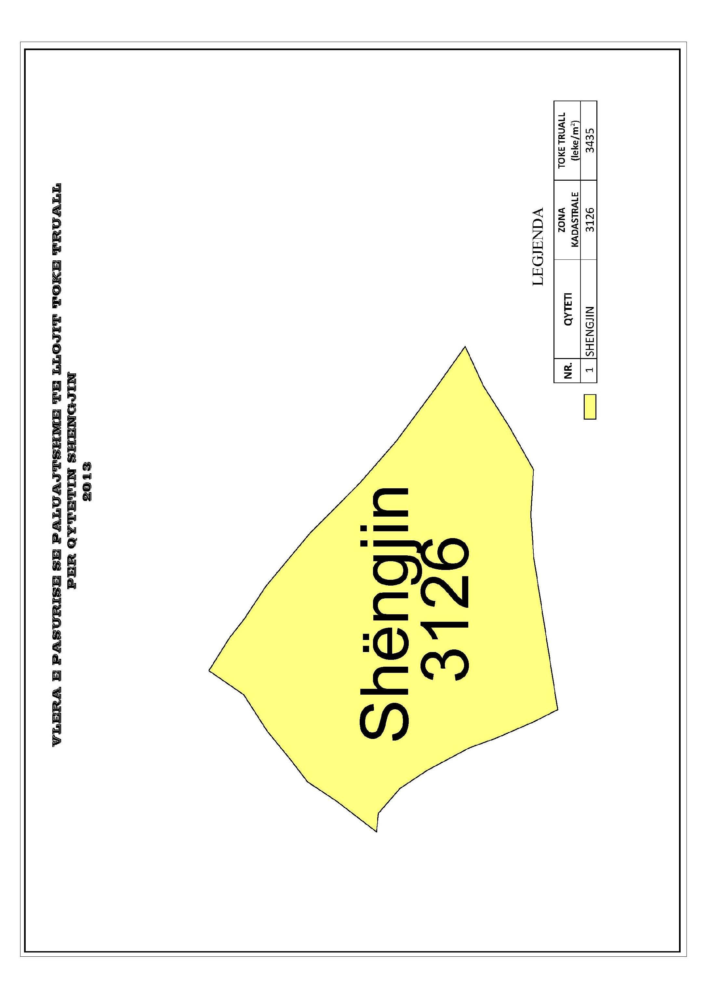 VLERA E PASURISE SE PALUAJTSHME TE LLOJIT TOKE TRUALL
PER QYTETIN SHENGJIN
2013
Shëngjin
3126
LEGJENDA
NR. QYTETI ZONA KADASTRALE TOKE TRUALL (leke/m²)
1 SHENGJIN 3126 3435